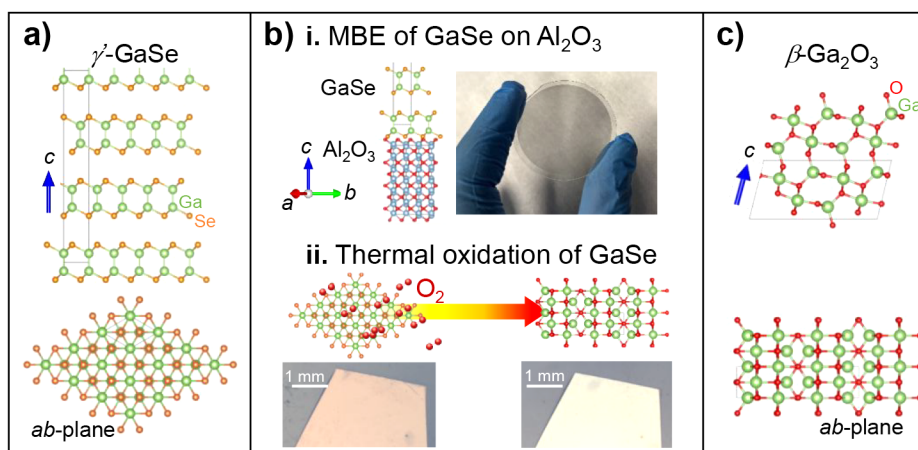 a)
γ'-GaSe
c
Ga
Se
ab-plane
b) i. MBE of GaSe on Al₂O₃
GaSe
Al₂O₃
c
a
b
ii. Thermal oxidation of GaSe
O₂
1 mm
1 mm
c)
β-Ga₂O₃
O
Ga
c
ab-plane